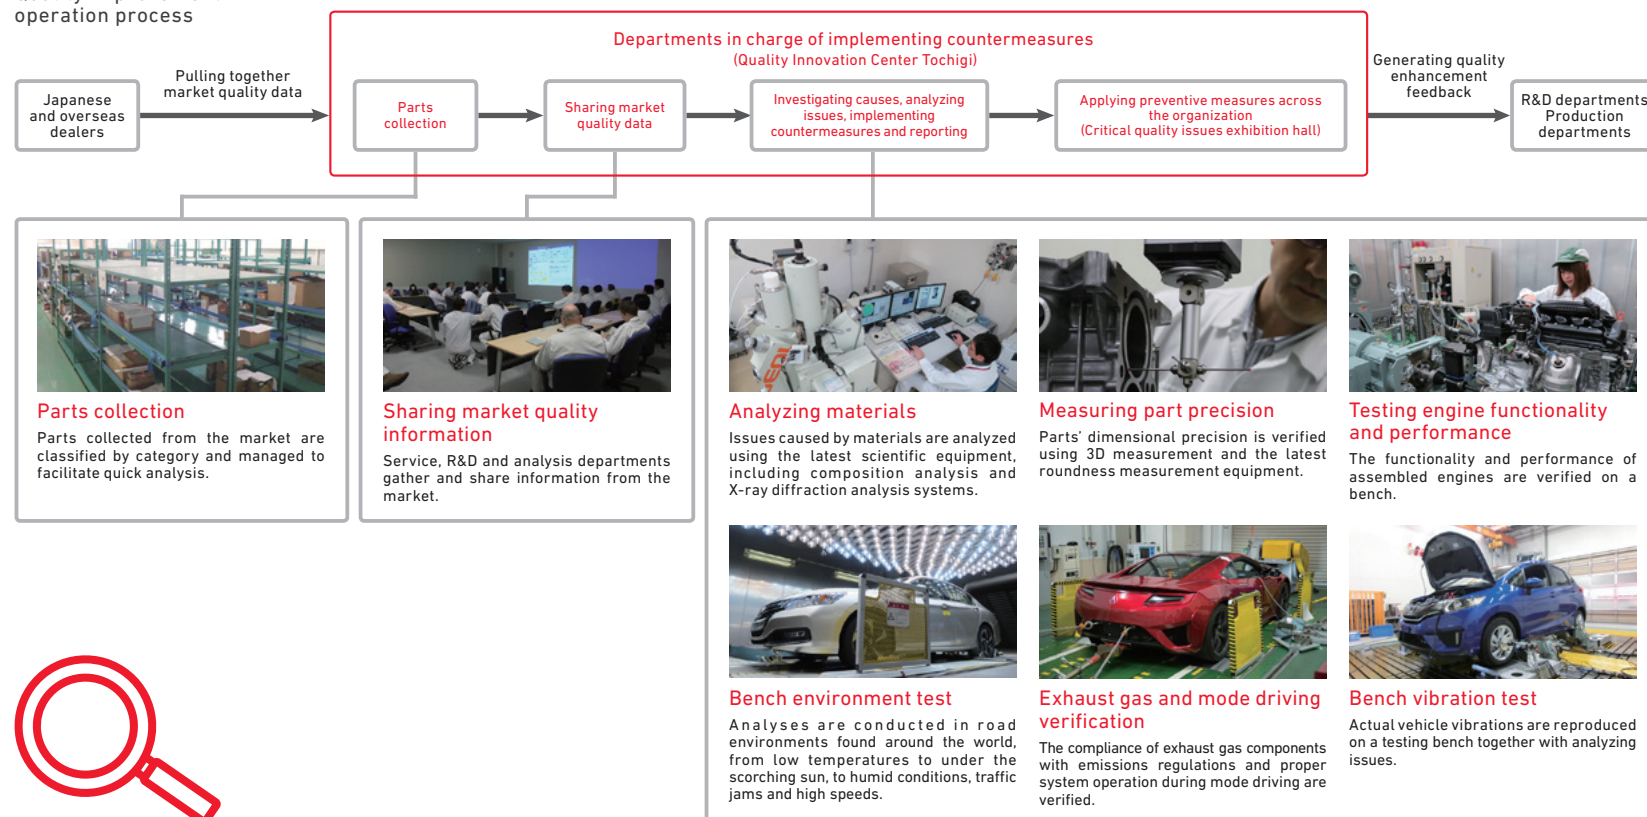 operation process
Departments in charge of implementing countermeasures
(Quality Innovation Center Tochigi)
Japanese
and overseas
dealers
Pulling together
market quality data
Parts
collection
Sharing market
quality data
Investigating causes, analyzing
issues, implementing
countermeasures and reporting
Applying preventive measures across
the organization
(Critical quality issues exhibition hall)
Generating quality
enhancement
feedback
R&D departments
Production
departments
Parts collection
Parts collected from the market are
classified by category and managed to
facilitate quick analysis.
Sharing market quality
information
Service, R&D and analysis departments
gather and share information from the
market.
Analyzing materials
Issues caused by materials are analyzed
using the latest scientific equipment,
including composition analysis and
X-ray diffraction analysis systems.
Measuring part precision
Parts' dimensional precision is verified
using 3D measurement and the latest
roundness measurement equipment.
Testing engine functionality
and performance
The functionality and performance of
assembled engines are verified on a
bench.
Bench environment test
Analyses are conducted in road
environments found around the world,
from low temperatures to under the
scorching sun, to humid conditions, traffic
jams and high speeds.
Exhaust gas and mode driving
verification
The compliance of exhaust gas components
with emissions regulations and proper
system operation during mode driving are
verified.
Bench vibration test
Actual vehicle vibrations are reproduced
on a testing bench together with analyzing
issues.